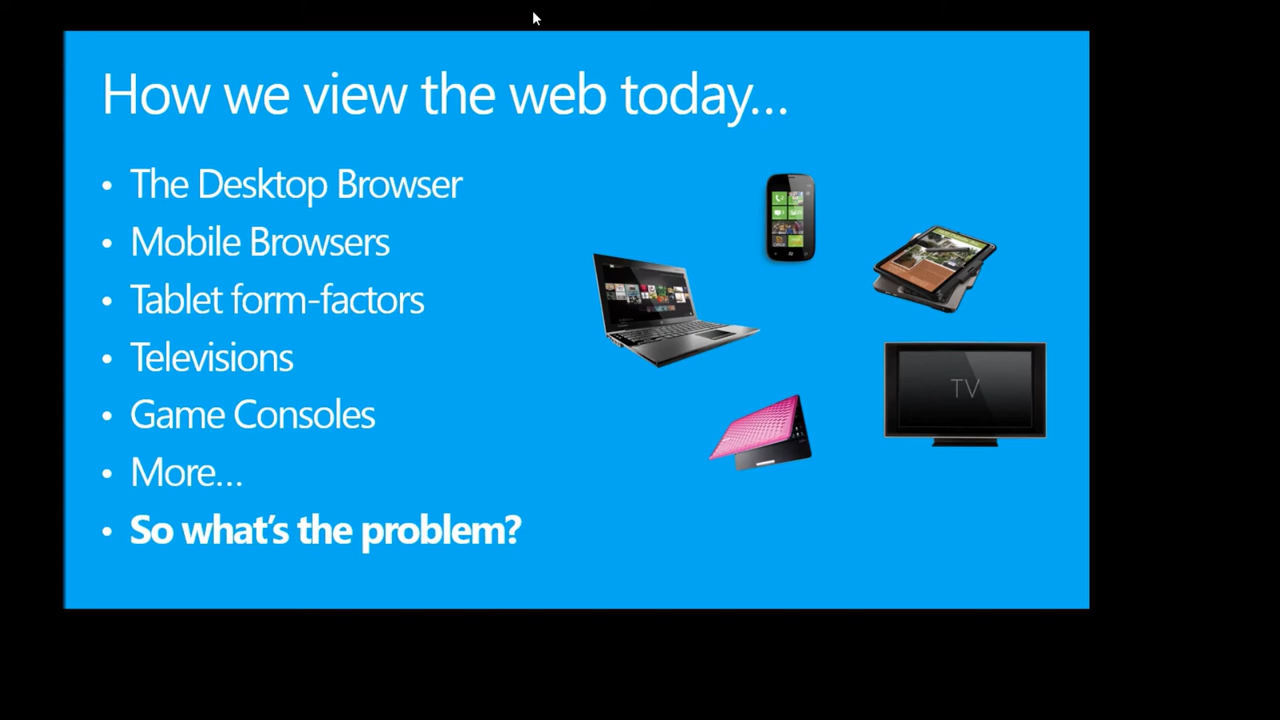 How we view the web today...
• The Desktop Browser
• Mobile Browsers
• Tablet form-factors
• Televisions
• Game Consoles
• More...
• So what's the problem?
TV